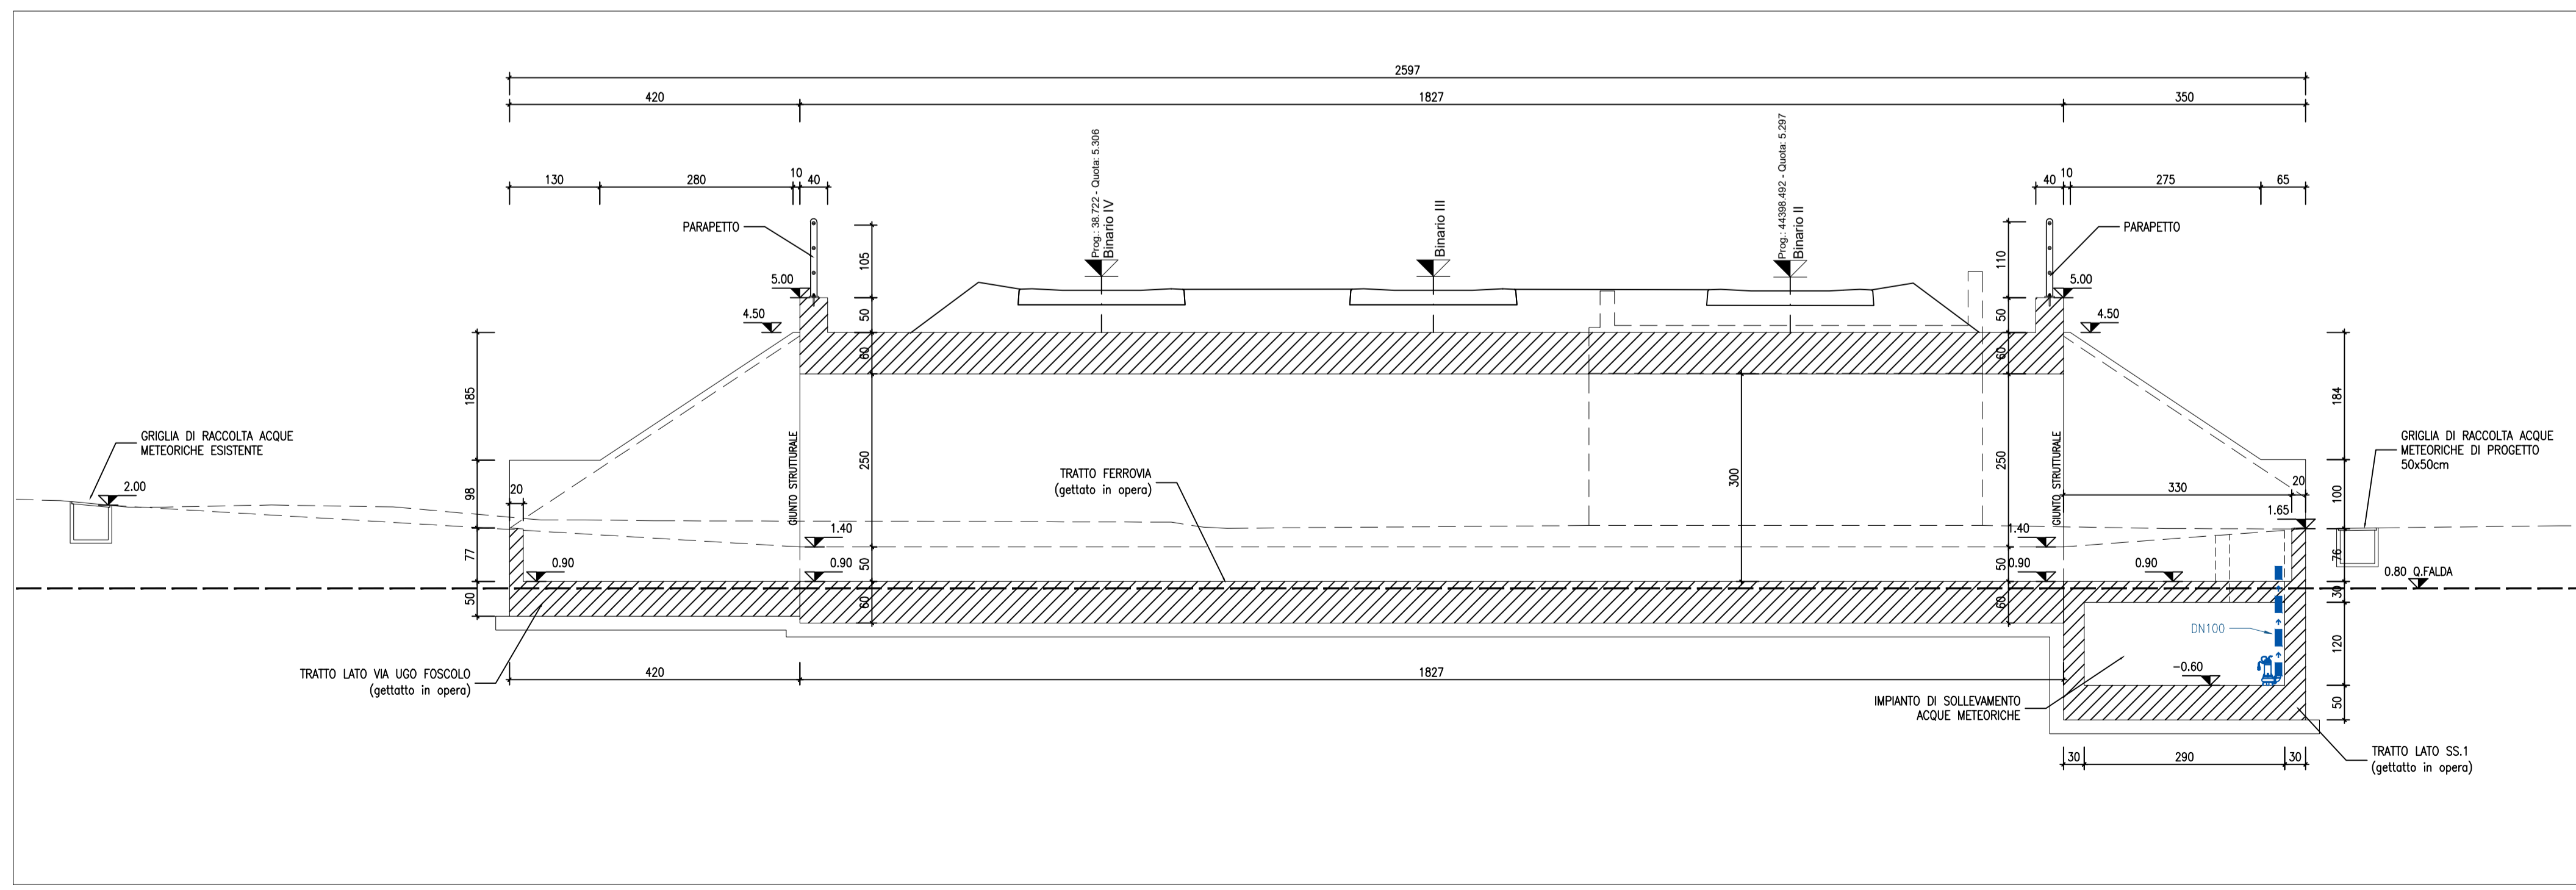 2597
420
1827
350
130
280
10
40
40
10
275
65
Prog.: 38.722 - Quota: 5.306
Binario IV
Binario III
Prog.: 44398.492 - Quota: 5.297
Binario II
PARAPETTO
PARAPETTO
105
110
5.00
5.00
4.50
4.50
50
50
60
60
185
184
GRIGLIA DI RACCOLTA ACQUE
METEORICHE ESISTENTE
2.00
98
20
GIUNTO STRUTTURALE
250
TRATTO FERROVIA
(gettato in opera)
300
250
GIUNTO STRUTTURALE
330
20
100
GRIGLIA DI RACCOLTA ACQUE
METEORICHE DI PROGETTO
50x50cm
1.65
1.40
1.40
77
0.90
0.90
50
50
0.90
0.90
76
0.80 Q.FALDA
50
60
60
30
DN100
120
-0.60
TRATTO LATO VIA UGO FOSCOLO
(gettatto in opera)
420
1827
IMPIANTO DI SOLLEVAMENTO
ACQUE METEORICHE
50
30
290
30
TRATTO LATO SS.1
(gettatto in opera)